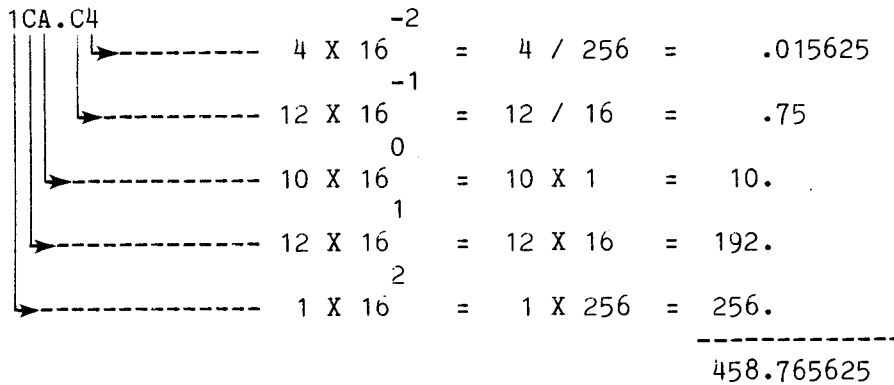 1CA.C4
-2
4 X 16 = 4 / 256 = .015625
-1
12 X 16 = 12 / 16 = .75
0
10 X 16 = 10 X 1 = 10.
1
12 X 16 = 12 X 16 = 192.
2
1 X 16 = 1 X 256 = 256.
458.765625